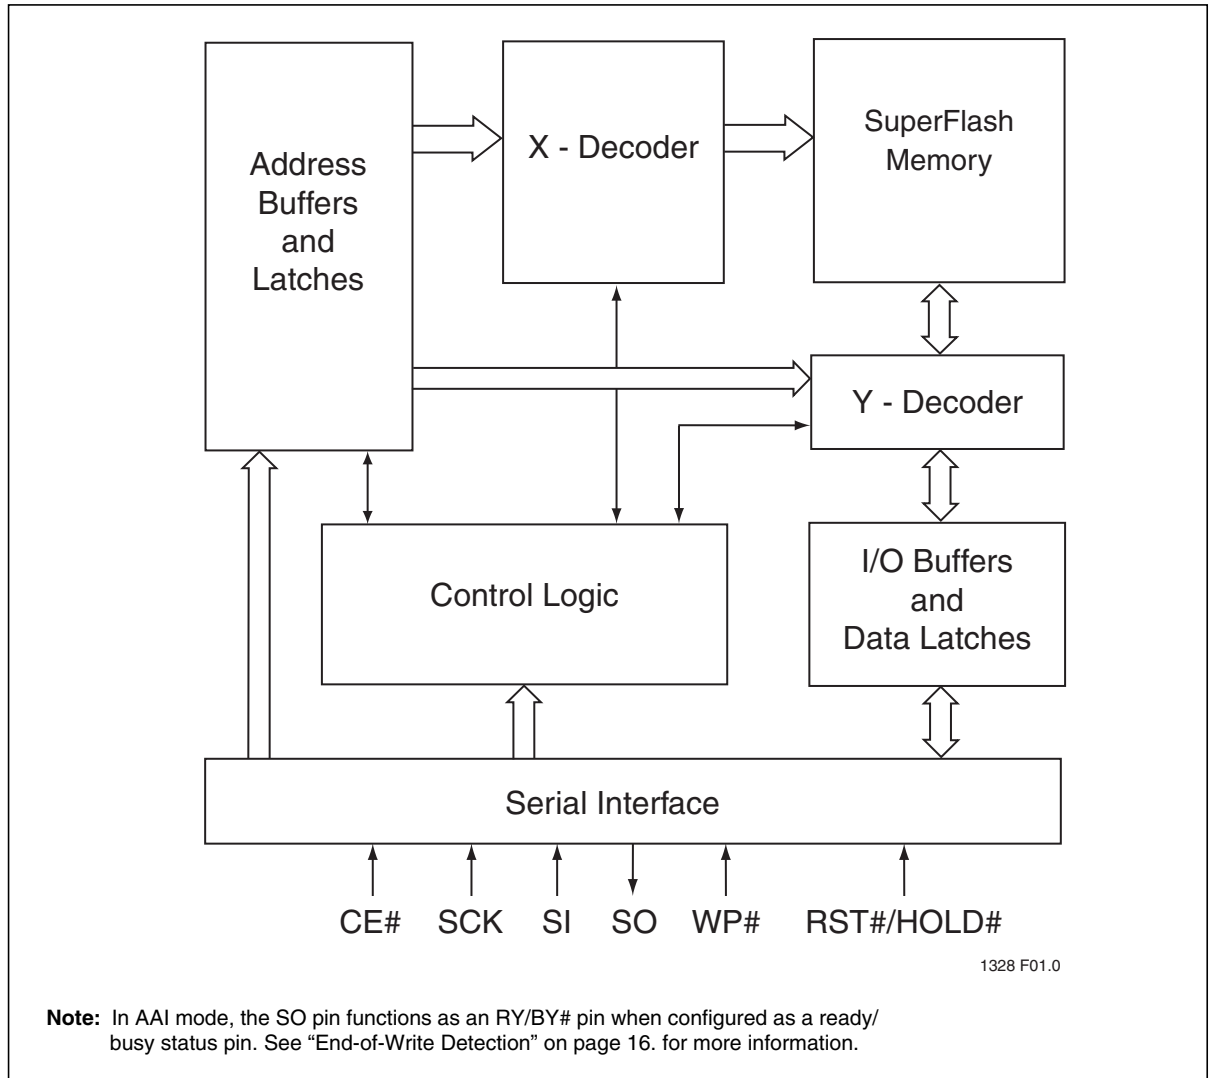 Address
Buffers
and
Latches
X - Decoder
SuperFlash
Memory
Y - Decoder
Control Logic
I/O Buffers
and
Data Latches
Serial Interface
CE# SCK SI SO WP# RST#/HOLD#
1328 F01.0
Note: In AAI mode, the SO pin functions as an RY/BY# pin when configured as a ready/
busy status pin. See “End-of-Write Detection” on page 16. for more information.